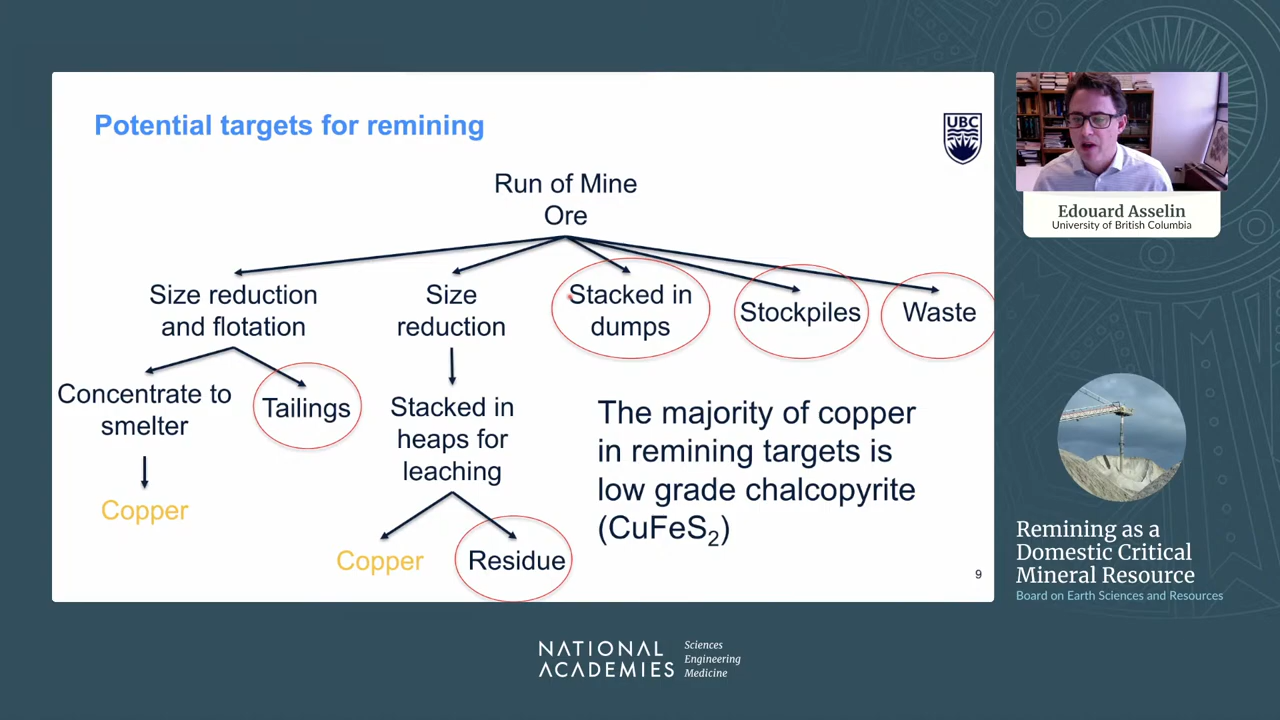 Potential targets for remining
UBC
Run of Mine
Ore
Size reduction
and flotation
Size
reduction
Stacked in
dumps
Stockpiles
Waste
Concentrate to
smelter
Tailings
Stacked in
heaps for
leaching
Copper
Copper
Residue
The majority of copper
in remining targets is
low grade chalcopyrite
(CuFeS₂)
9
Edouard Asselin
University of British Columbia
Remining as a
Domestic Critical
Mineral Resource
Board on Earth Sciences and Resources
NATIONAL
ACADEMIES
Sciences
Engineering
Medicine